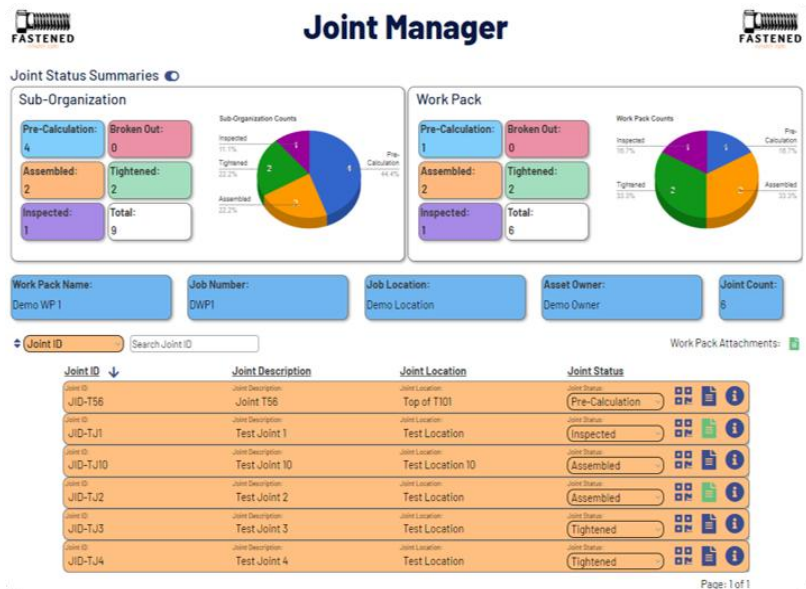 FASTENED
Joint Manager
FASTENED
Joint Status Summaries
Sub-Organization
Pre-Calculation:
4
Broken Out:
0
Assembled:
2
Tightened:
2
Inspected:
1
Total:
9
Sub-Organization Counts
Inspected
11.1%
Tightened
22.2%
Assembled
22.2%
Pre-
Calculation
44.4%
1
2
2
4
Work Pack
Pre-Calculation:
1
Broken Out:
0
Assembled:
2
Tightened:
2
Inspected:
1
Total:
6
Work Pack Counts
Inspected
16.7%
Tightened
33.3%
Pre-
Calculation
16.7%
Assembled
33.3%
1
1
2
2
Work Pack Name:
Demo WP 1
Job Number:
DWP1
Job Location:
Demo Location
Asset Owner:
Demo Owner
Joint Count:
6
Joint ID
Search Joint ID
Work Pack Attachments:
Joint ID Joint Description Joint Location Joint Status
Joint ID: Joint Description: Joint Location: Joint Status:
JID-T56 Joint T56 Top of T101 Pre-Calculation
Joint ID: Joint Description: Joint Location: Joint Status:
JID-TJ1 Test Joint 1 Test Location Inspected
Joint ID: Joint Description: Joint Location: Joint Status:
JID-TJ10 Test Joint 10 Test Location 10 Assembled
Joint ID: Joint Description: Joint Location: Joint Status:
JID-TJ2 Test Joint 2 Test Location Assembled
Joint ID: Joint Description: Joint Location: Joint Status:
JID-TJ3 Test Joint 3 Test Location Tightened
Joint ID: Joint Description: Joint Location: Joint Status:
JID-TJ4 Test Joint 4 Test Location Tightened
Page: 1 of 1